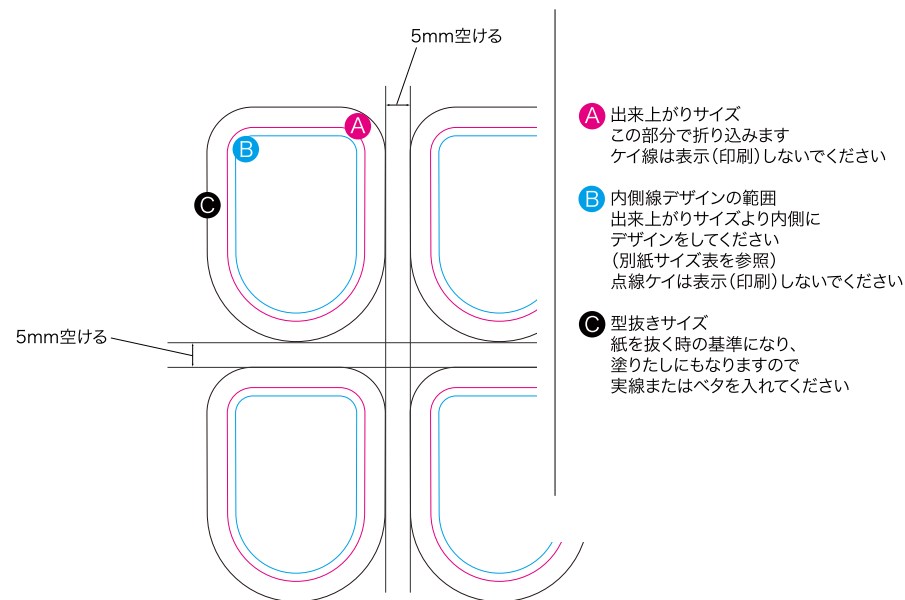 5mm空ける
A
B
C
5mm空ける
A 出来上がりサイズ
この部分で折り込みます
ケイ線は表示(印刷)しないでください
B 内側線デザインの範囲
出来上がりサイズより内側に
デザインをしてください
(別紙サイズ表を参照)
点線ケイは表示(印刷)しないでください
C 型抜きサイズ
紙を抜く時の基準になり、
塗りたしにもなりますので
実線またはベタを入れてください